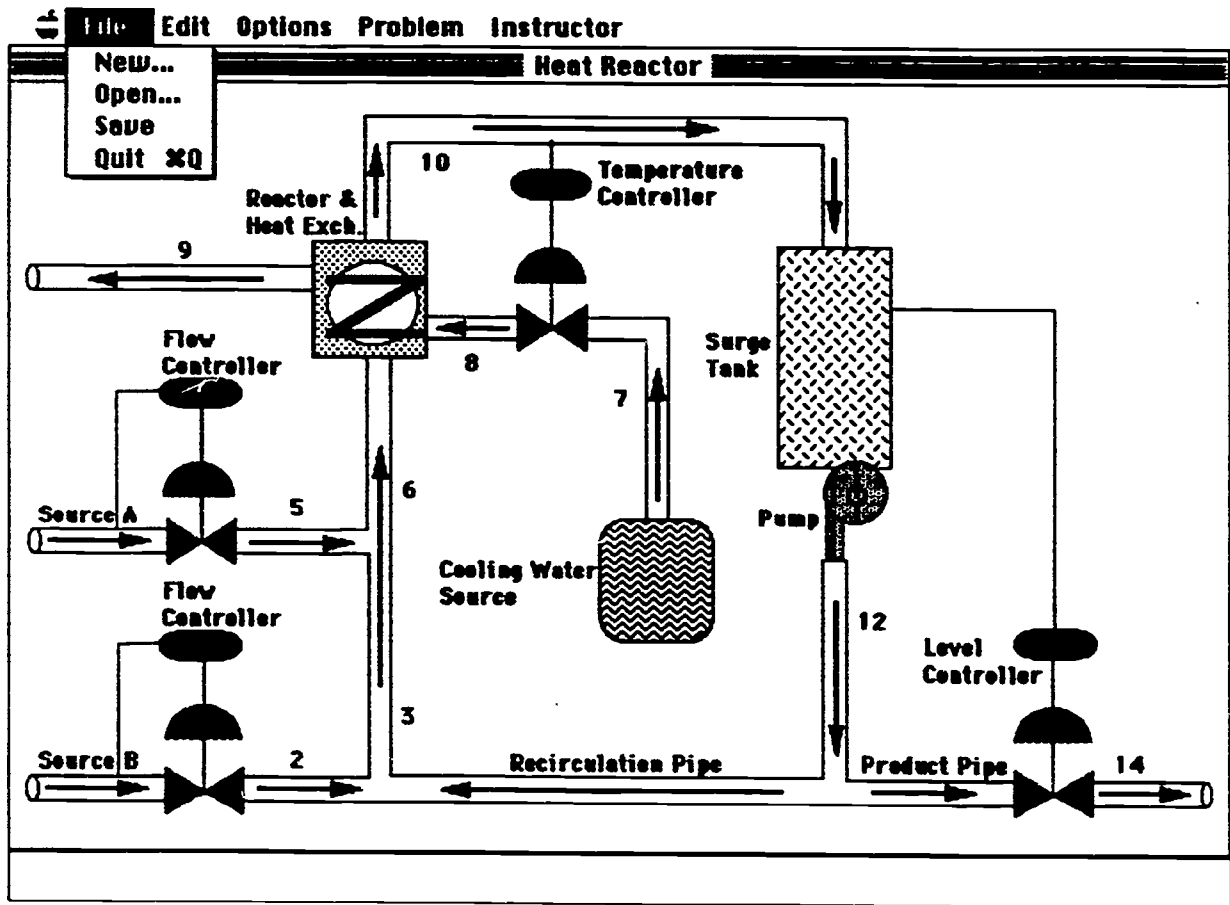 File Edit Options Problem Instructor
Heat Reactor
New...
Open...
Save
Quit ⌘Q
10
Temperature
Controller
Reactor &
Heat Exch.
9
Flow
Controller
8
Surge
Tank
7
6
Source A
5
Pump
Cooling Water
Source
Flow
Controller
12
Level
Controller
3
Source B
2
Recirculation Pipe
Product Pipe
14